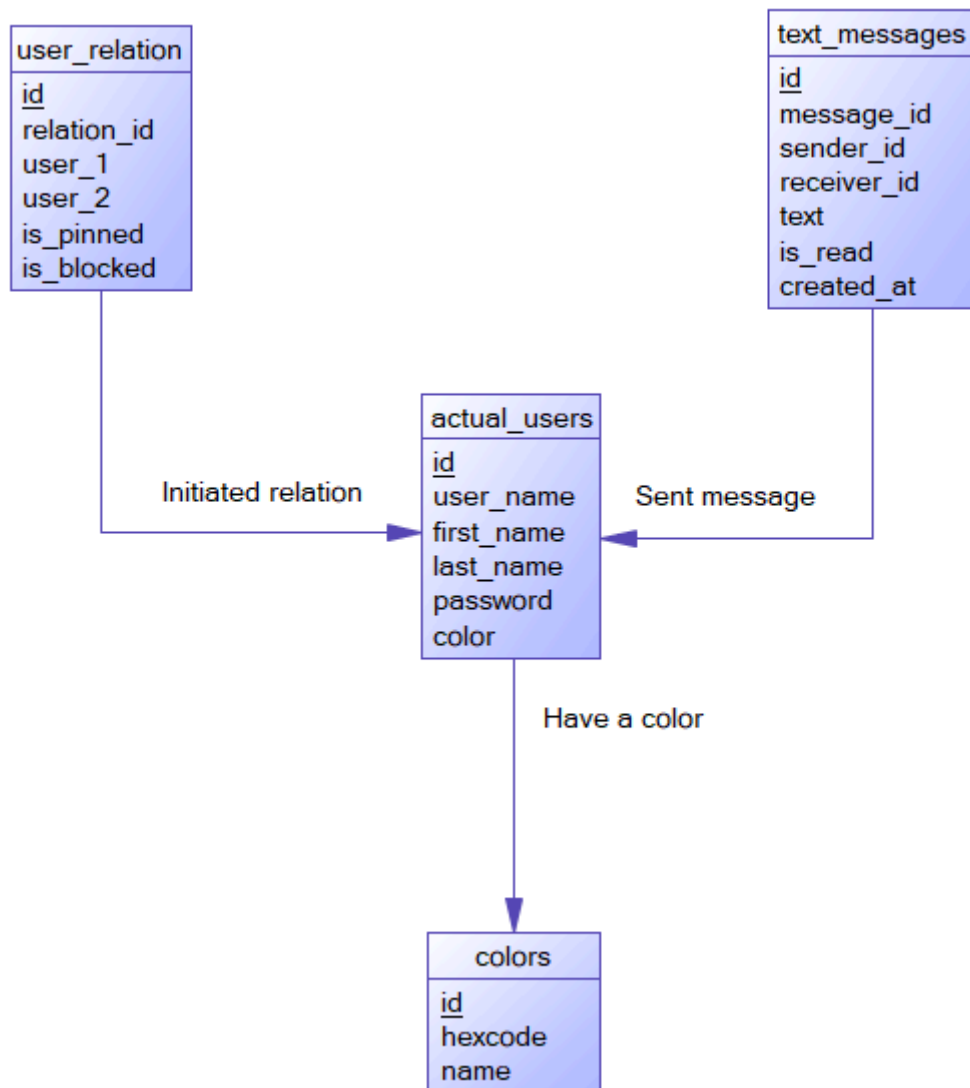 user_relation
id
relation_id
user_1
user_2
is_pinned
is_blocked
text_messages
id
message_id
sender_id
receiver_id
text
is_read
created_at
Initiated relation
actual_users
id
user_name
first_name
last_name
password
color
Sent message
Have a color
colors
id
hexcode
name